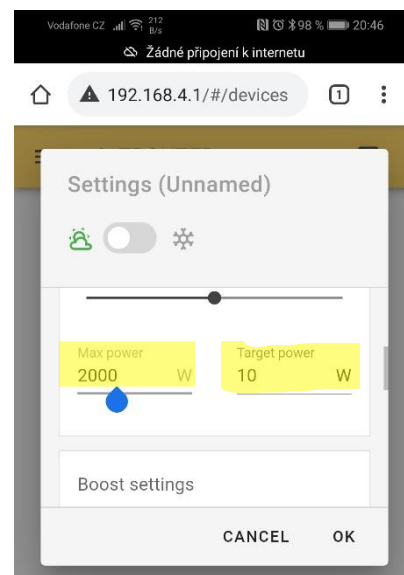 Vodafone CZ 212 B/s 98 % 20:46
Žádné připojení k internetu
192.168.4.1/#/devices 1
Settings (Unnamed)
Max power Target power
2000 W 10 W
Boost settings
CANCEL OK